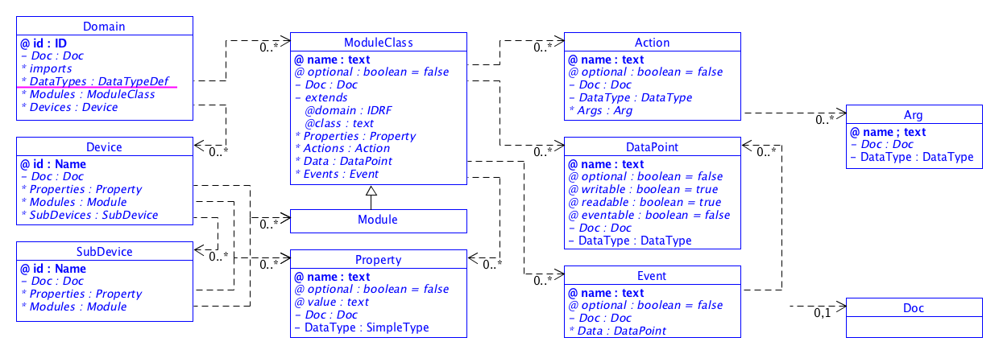 Domain
@ id : ID
- Doc : Doc
* imports
* DataTypes : DataTypeDef
* Modules : ModuleClass
* Devices : Device
0..*
0..*
Device
@ id : Name
- Doc : Doc
* Properties : Property
* Modules : Module
* SubDevices : SubDevice
0..*
SubDevice
@ id : Name
- Doc : Doc
* Properties : Property
* Modules : Module
ModuleClass
@ name : text
@ optional : boolean = false
- Doc : Doc
- extends
@domain : IDRF
@class : text
* Properties : Property
* Actions : Action
* Data : DataPoint
* Events : Event
0..*
Module
0..*
Property
@ name : text
@ optional : boolean = false
@ value : text
- Doc : Doc
- DataType : SimpleType
0..*
0..*
Action
@ name : text
@ optional : boolean = false
- Doc : Doc
- DataType : DataType
* Args : Arg
0..*
DataPoint
@ name : text
@ optional : boolean = false
@ writable : boolean = true
@ readable : boolean = true
@ eventable : boolean = false
- Doc : Doc
- DataType : DataType
0..*
0..*
Event
@ name : text
@ optional : boolean = false
- Doc : Doc
* Data : DataPoint
0..*
Arg
@ name ; text
- Doc : Doc
- DataType : DataType
0,1
Doc